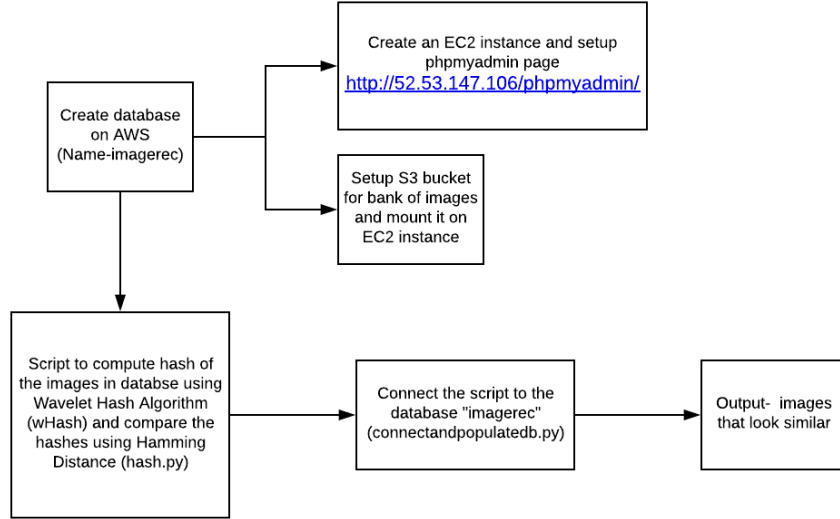 Create an EC2 instance and setup
phpmyadmin page
http://52.53.147.106/phpmyadmin/
Create database
on AWS
(Name-imagerec)
Setup S3 bucket
for bank of images
and mount it on
EC2 instance
Script to compute hash of
the images in databse using
Wavelet Hash Algorithm
(wHash) and compare the
hashes using Hamming
Distance (hash.py)
Connect the script to the
database "imagerec"
(connectandpopulatedb.py)
Output- images
that look similar